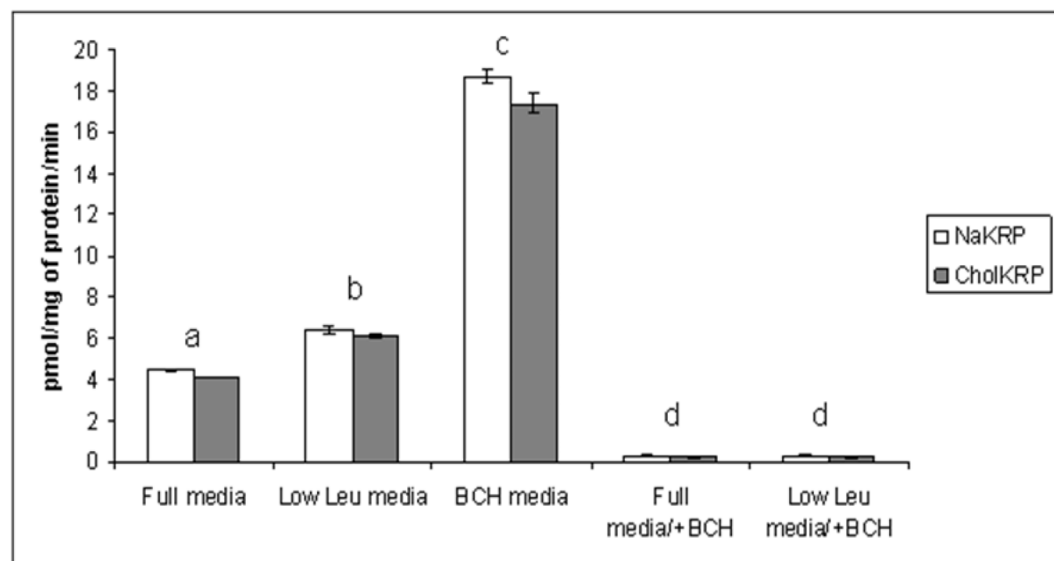 pmol/mg of protein/min
20
18
16
14
12
10
8
6
4
2
0
a
b
c
d
d
Full media
Low Leu media
BCH media
Full
media/+BCH
Low Leu
media/+BCH
NaKRP
CholKRP